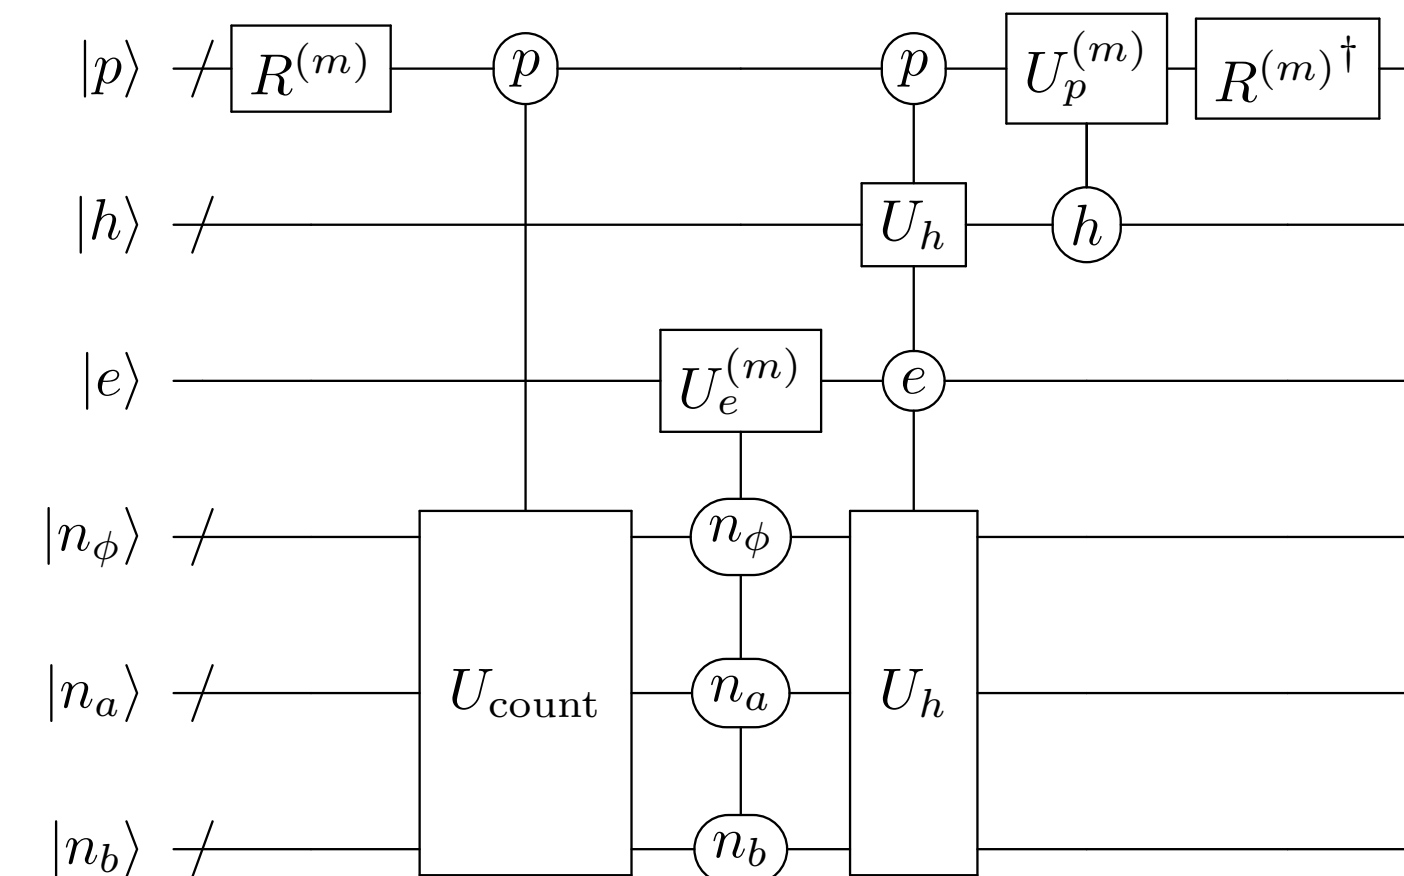 |p⟩ R^{(m)} p p U_p^{(m)} R^{(m)†}
|h⟩ U_h h
|e⟩ U_e^{(m)} e
|n_ϕ⟩ n_ϕ
|n_a⟩ U_count n_a U_h
|n_b⟩ n_b